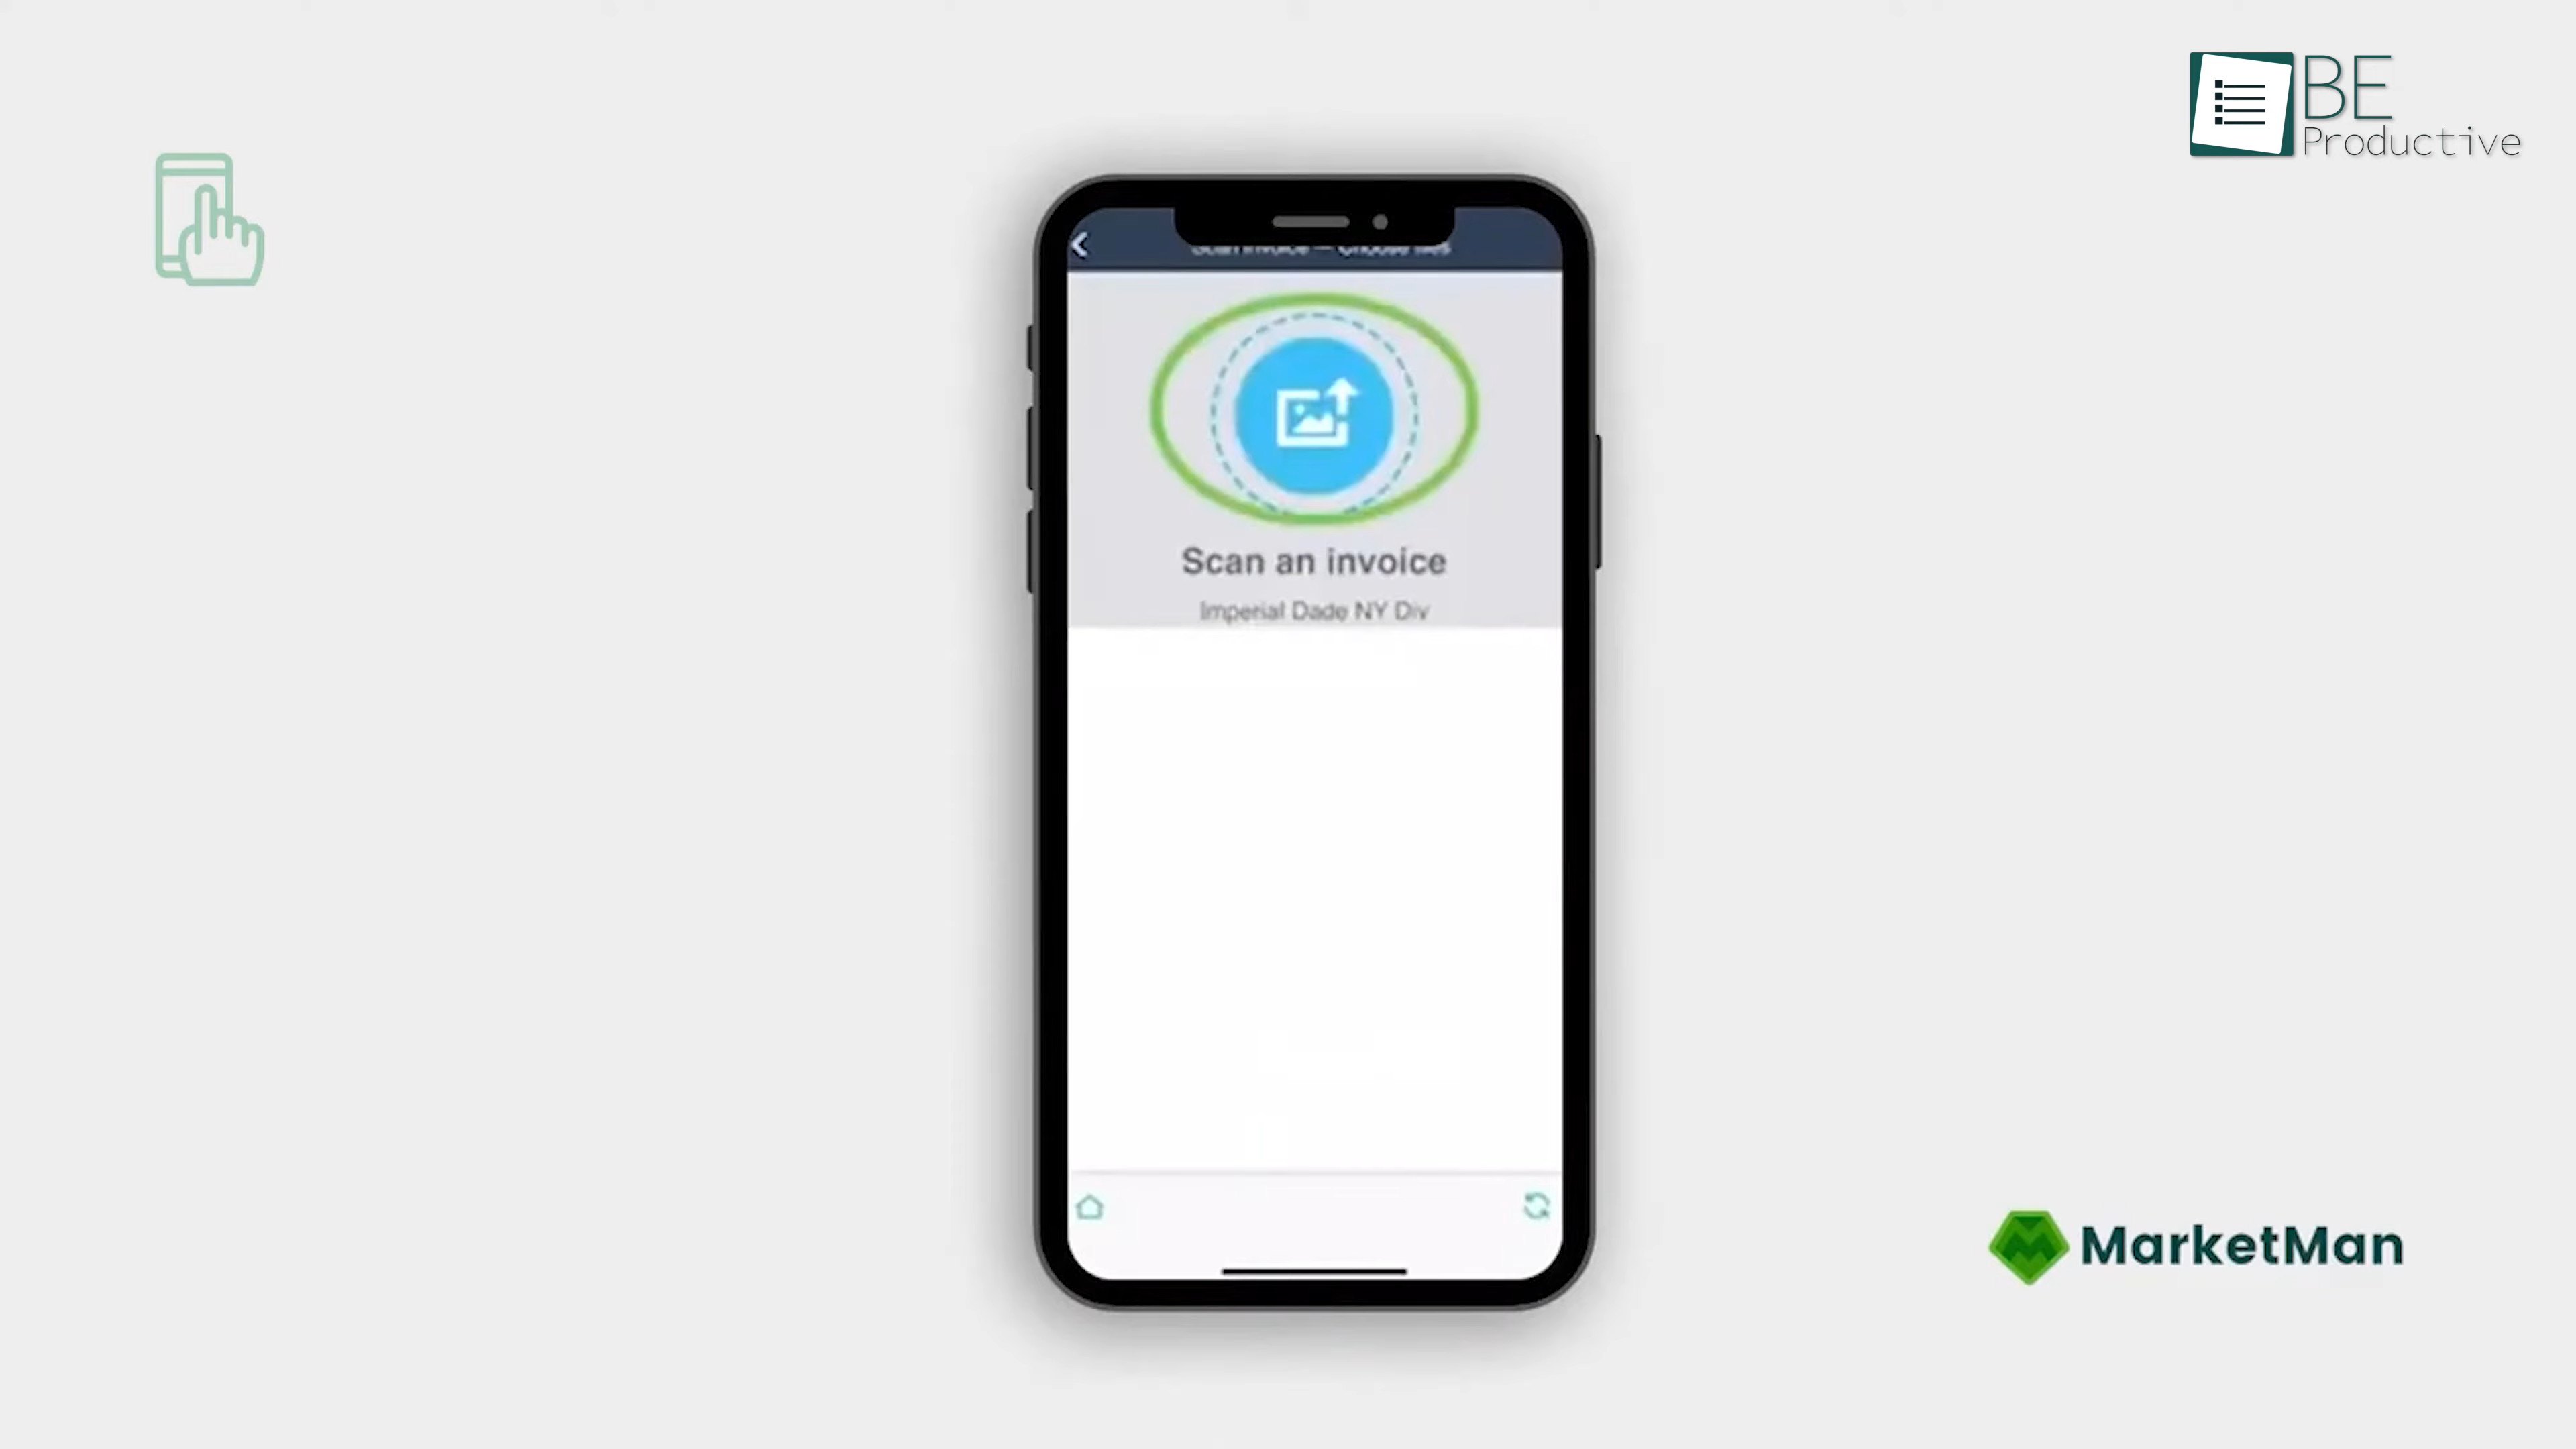 BE
Productive
Scan an invoice
Imperial Dade NY Div
MarketMan